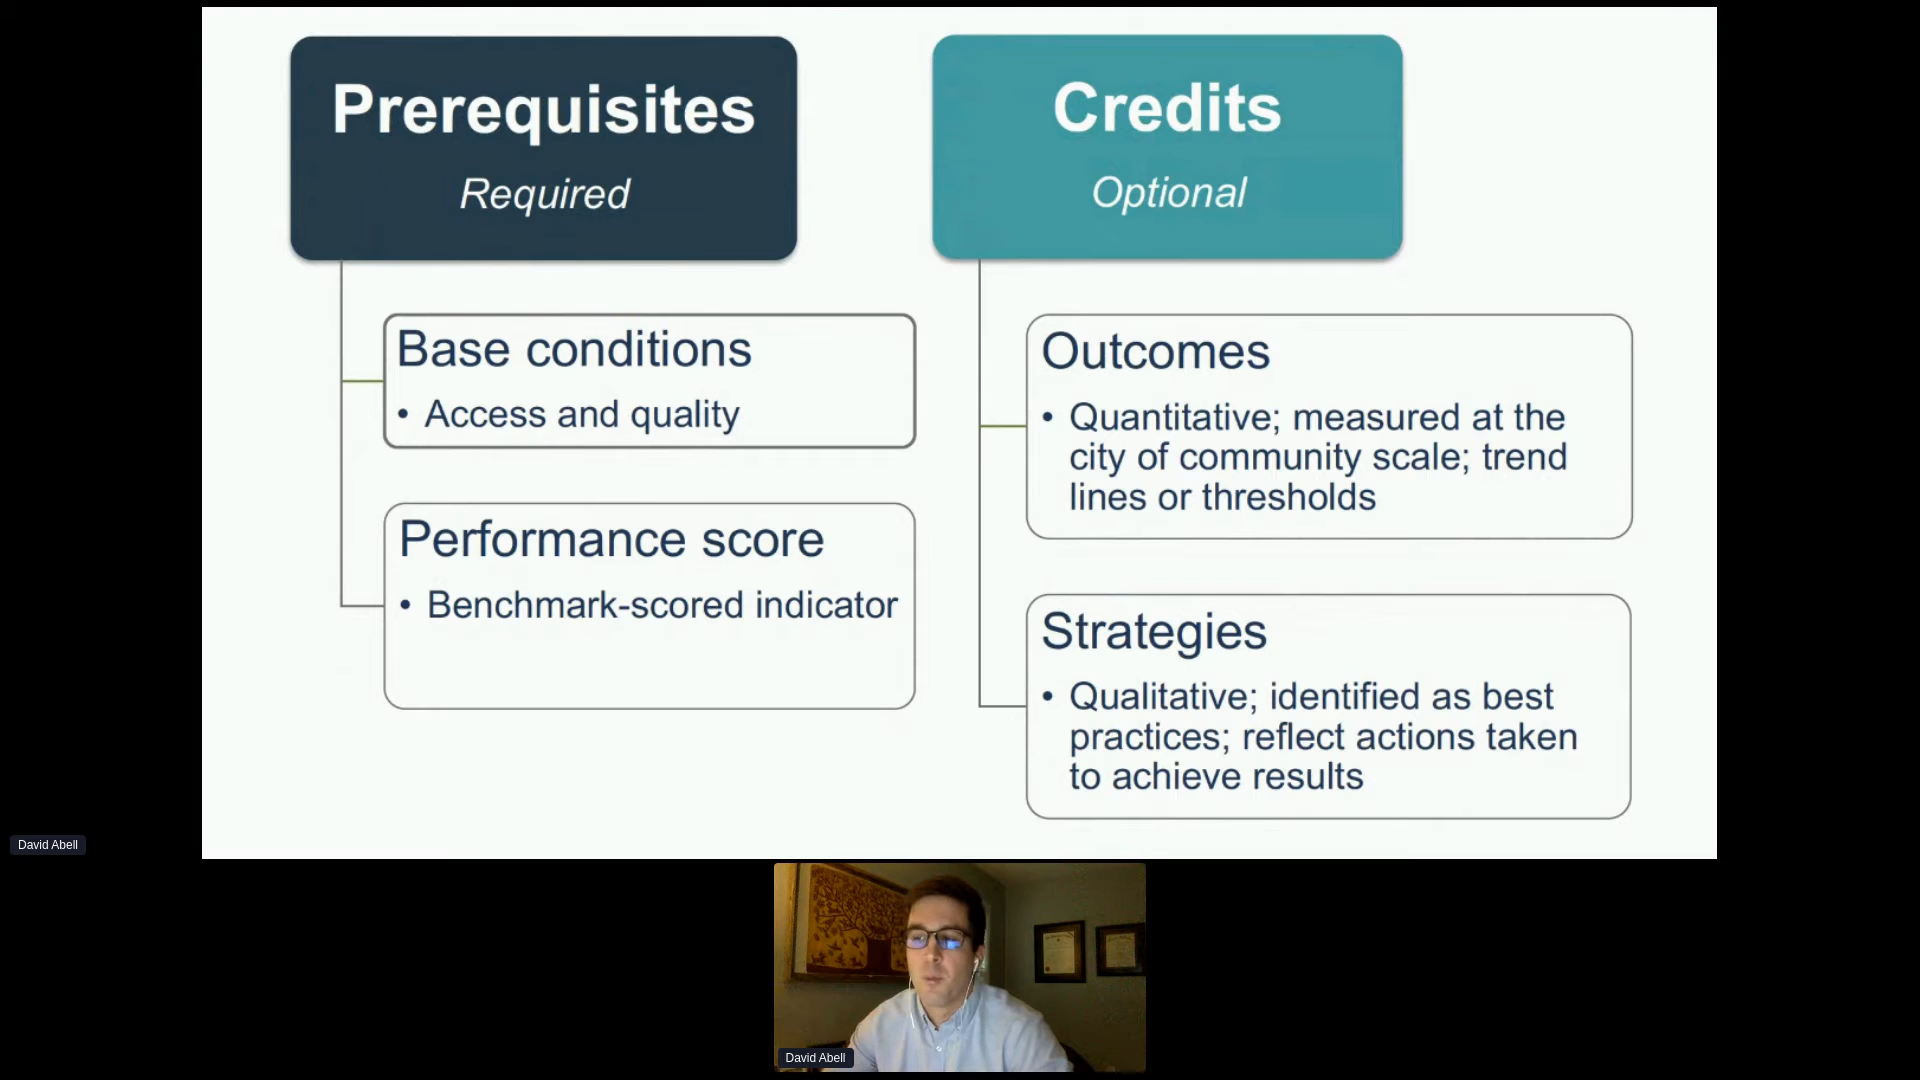 Prerequisites
Required
Base conditions
• Access and quality
Performance score
• Benchmark-scored indicator
Credits
Optional
Outcomes
• Quantitative; measured at the
city of community scale; trend
lines or thresholds
Strategies
• Qualitative; identified as best
practices; reflect actions taken
to achieve results
David Abell
David Abell